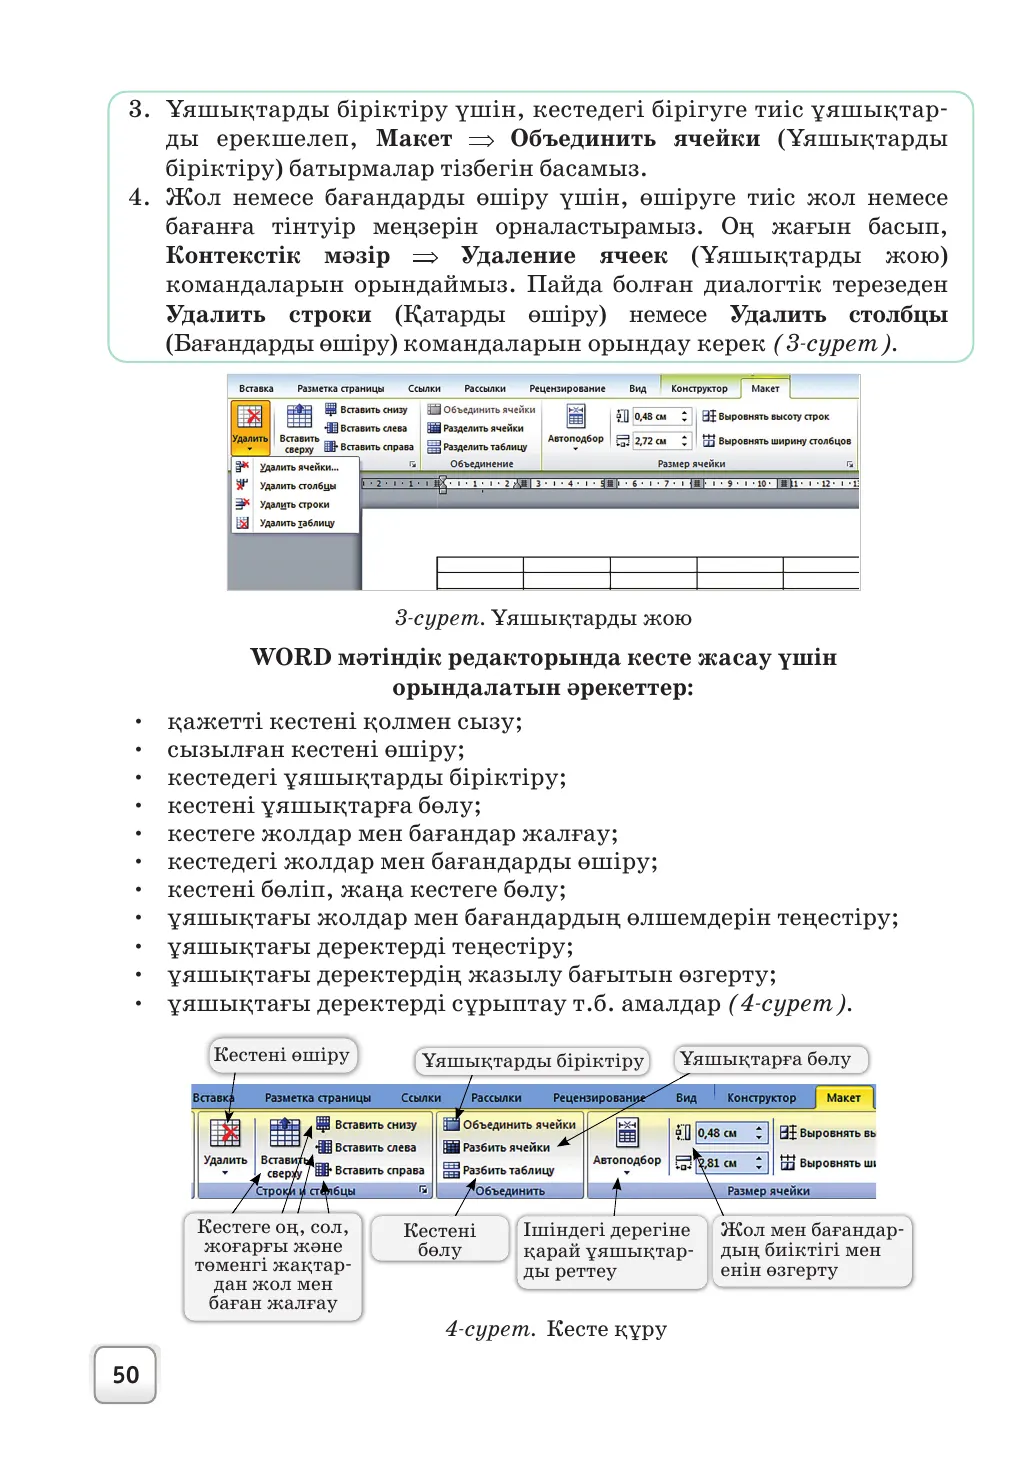 3. Ұяшықтарды біріктіру үшін, кестедегі бірігуге тиіс ұяшықтар-
ды ерекшелеп, Макет ⇒ Объединить ячейки (Ұяшықтарды
біріктіру) батырмалар тізбегін басамыз.
4. Жол немесе бағандарды өшіру үшін, өшіруге тиіс жол немесе
бағанға тінтуір меңзерін орналастырамыз. Оң жағын басып,
Контекстік мәзір ⇒ Удаление ячеек (Ұяшықтарды жою)
командаларын орындаймыз. Пайда болған диалогтік терезеден
Удалить строки (Қатарды өшіру) немесе Удалить столбцы
(Бағандарды өшіру) командаларын орындау керек (3-сурет).
Вставка Разметка страницы Ссылки Рассылки Рецензирование Вид Конструктор Макет
Удалить
Вставить сверху
Вставить снизу
Вставить слева
Вставить справа
Объединить ячейки
Разделить ячейки
Разделить таблицу
Объединение
Автоподбор
0,48 см
2,72 см
Выровнять высоту строк
Выровнять ширину столбцов
Размер ячейки
Удалить ячейки...
Удалить столбцы
Удалить строки
Удалить таблицу
3-сурет. Ұяшықтарды жою
WORD мәтіндік редакторында кесте жасау үшін
орындалатын әрекеттер:
• қажетті кестені қолмен сызу;
• сызылған кестені өшіру;
• кестедегі ұяшықтарды біріктіру;
• кестені ұяшықтарға бөлу;
• кестеге жолдар мен бағандар жалғау;
• кестедегі жолдар мен бағандарды өшіру;
• кестені бөліп, жаңа кестеге бөлу;
• ұяшықтағы жолдар мен бағандардың өлшемдерін теңестіру;
• ұяшықтағы деректерді теңестіру;
• ұяшықтағы деректердің жазылу бағытын өзгерту;
• ұяшықтағы деректерді сұрыптау т.б. амалдар (4-сурет).
Кестені өшіру
Ұяшықтарды біріктіру
Ұяшықтарға бөлу
Вставка Разметка страницы Ссылки Рассылки Рецензирование Вид Конструктор Макет
Удалить
Вставить
сверху
Вставить снизу
Вставить слева
Вставить справа
Строки и столбцы
Объединить ячейки
Разбить ячейки
Разбить таблицу
Объединить
Автоподбор
0,48 см
2,81 см
Выровнять вы
Выровнять ши
Размер ячейки
Кестеге оң, сол,
жоғарғы және
төменгі жақтар-
дан жол мен
баған жалғау
Кестені
бөлу
Ішіндегі дерегіне
қарай ұяшықтар-
ды реттеу
Жол мен бағандар-
дың биіктігі мен
енін өзгерту
4-сурет. Кесте құру
50